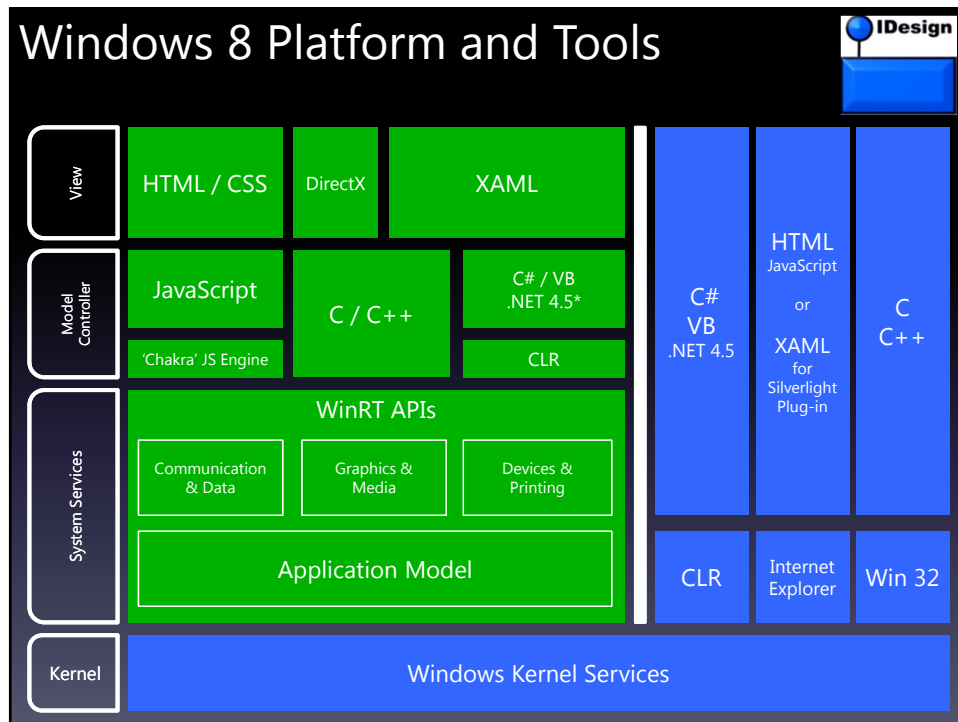 Windows 8 Platform and Tools
IDesign
View
HTML / CSS
DirectX
XAML
Model
Controller
JavaScript
C / C++
C# / VB
.NET 4.5*
'Chakra' JS Engine
CLR
System Services
WinRT APIs
Communication
& Data
Graphics &
Media
Devices &
Printing
Application Model
C#
VB
.NET 4.5
HTML
JavaScript
or
XAML
for
Silverlight
Plug-in
C
C++
CLR
Internet
Explorer
Win 32
Kernel
Windows Kernel Services